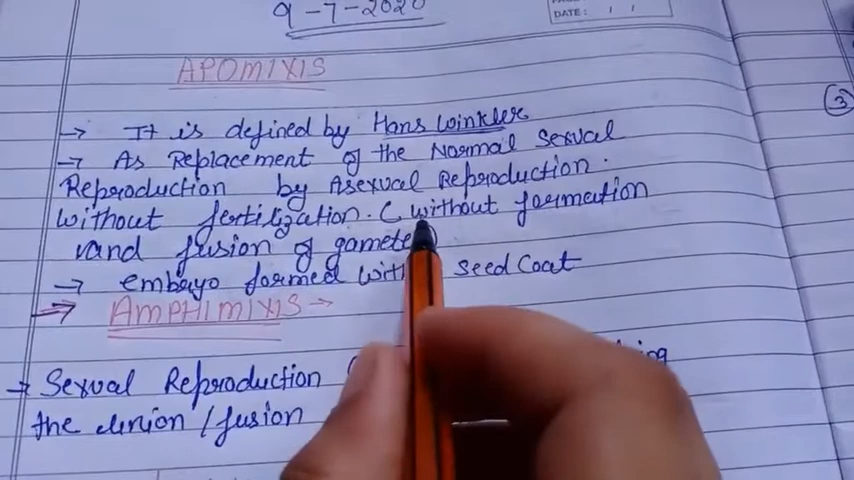 9-7-2020
DATE: / /
APOMIXIS
3
→ It is defined by Hans Winkler
→ As Replacement of the Normal Sexual
Reproduction by Asexual Reproduction.
without fertilization. ( without formation
and fusion of gamete
→ embryo formed with seed Coat
⇒ AMPHIMIXIS →
→ Sexual Reproduction
the Union / fusion